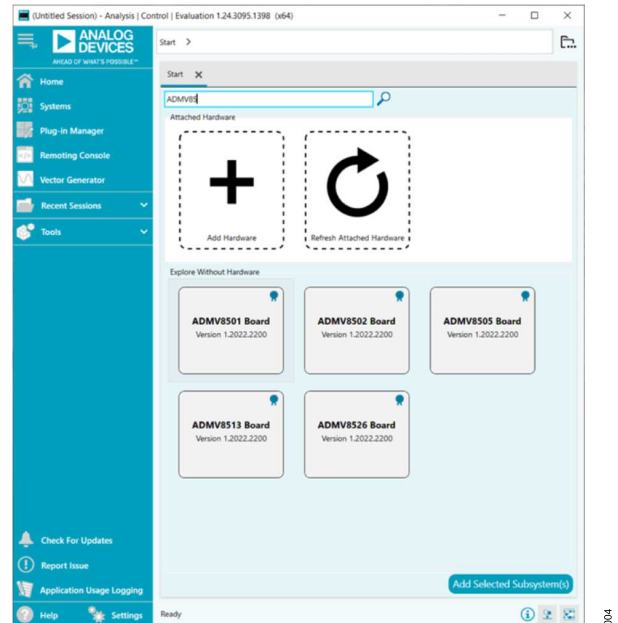 (Untitled Session) - Analysis | Control | Evaluation 1.24.3095.1398 (x64)
ANALOG
DEVICES
AHEAD OF WHAT'S POSSIBLE™
Home
Systems
Plug-in Manager
Remoting Console
Vector Generator
Recent Sessions
Tools
Check For Updates
Report Issue
Application Usage Logging
Help
Settings
Start >
Start
ADMV85
Attached Hardware
Add Hardware
Refresh Attached Hardware
Explore Without Hardware
ADMV8501 Board
Version 1.2022.2200
ADMV8502 Board
Version 1.2022.2200
ADMV8505 Board
Version 1.2022.2200
ADMV8513 Board
Version 1.2022.2200
ADMV8526 Board
Version 1.2022.2200
Add Selected Subsystem(s)
Ready
004